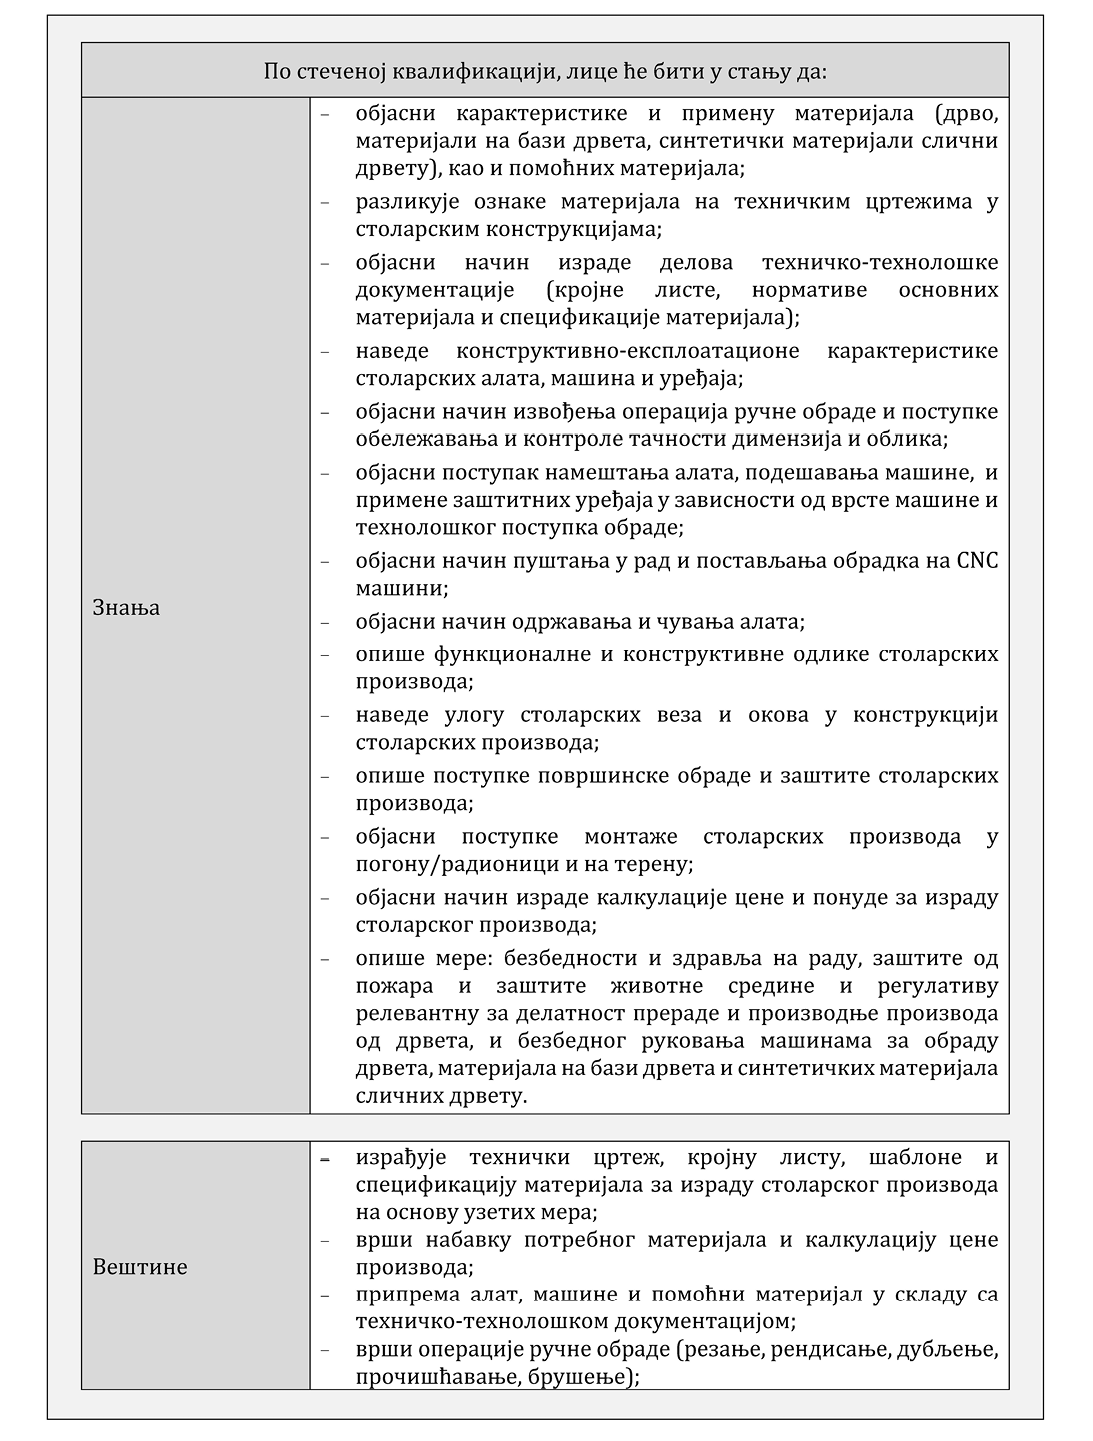 По стеченој квалификацији, лице ће бити у стању да:
Знања
– објасни карактеристике и примену материјала (дрво,
материјали на бази дрвета, синтетички материјали слични
дрвету), као и помоћних материјала;
– разликује ознаке материјала на техничким цртежима у
столарским конструкцијама;
– објасни начин израде делова техничко-технолошке
документације (кројне листе, нормативе основних
материјала и спецификације материјала);
– наведе конструктивно-експлоатационе карактеристике
столарских алата, машина и уређаја;
– објасни начин извођења операција ручне обраде и поступке
обележавања и контроле тачности димензија и облика;
– објасни поступак намештања алата, подешавања машине, и
примене заштитних уређаја у зависности од врсте машине и
технолошког поступка обраде;
– објасни начин пуштања у рад и постављања обрадка на CNC
машини;
– објасни начин одржавања и чувања алата;
– опише функционалне и конструктивне одлике столарских
производа;
– наведе улогу столарских веза и окова у конструкцији
столарских производа;
– опише поступке површинске обраде и заштите столарских
производа;
– објасни поступке монтаже столарских производа у
погону/радионици и на терену;
– објасни начин израде калкулације цене и понуде за израду
столарског производа;
– опише мере: безбедности и здравља на раду, заштите од
пожара и заштите животне средине и регулативу
релевантну за делатност прераде и производње производа
од дрвета, и безбедног руковања машинама за обраду
дрвета, материјала на бази дрвета и синтетичких материјала
сличних дрвету.
Вештине
– израђује технички цртеж, кројну листу, шаблоне и
спецификацију материјала за израду столарског производа
на основу узетих мера;
– врши набавку потребног материјала и калкулацију цене
производа;
– припрема алат, машине и помоћни материјал у складу са
техничко-технолошком документацијом;
– врши операције ручне обраде (резање, рендисање, дубљење,
прочишћавање, брушење);